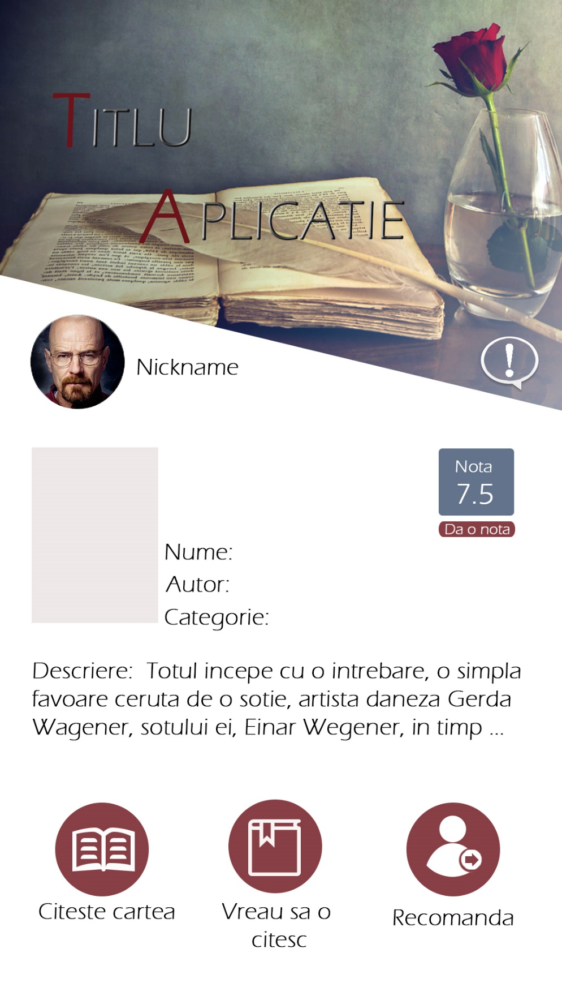 TITLU
APLICATIE
Nickname
Nota
7.5
Da o nota
Nume:
Autor:
Categorie:
Descriere: Totul incepe cu o intrebare, o simpla
favoare ceruta de o sotie, artista daneza Gerda
Wagener, sotului ei, Einar Wegener, in timp ...
Citeste cartea
Vreau sa o
citesc
Recomanda